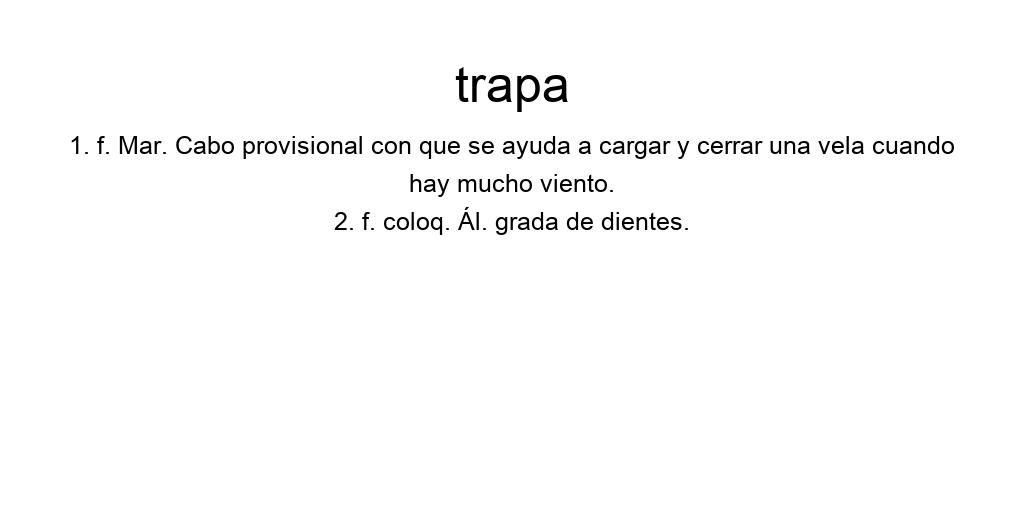 trapa
1. f. Mar. Cabo provisional con que se ayuda a cargar y cerrar una vela cuando
hay mucho viento.
2. f. coloq. Ál. grada de dientes.